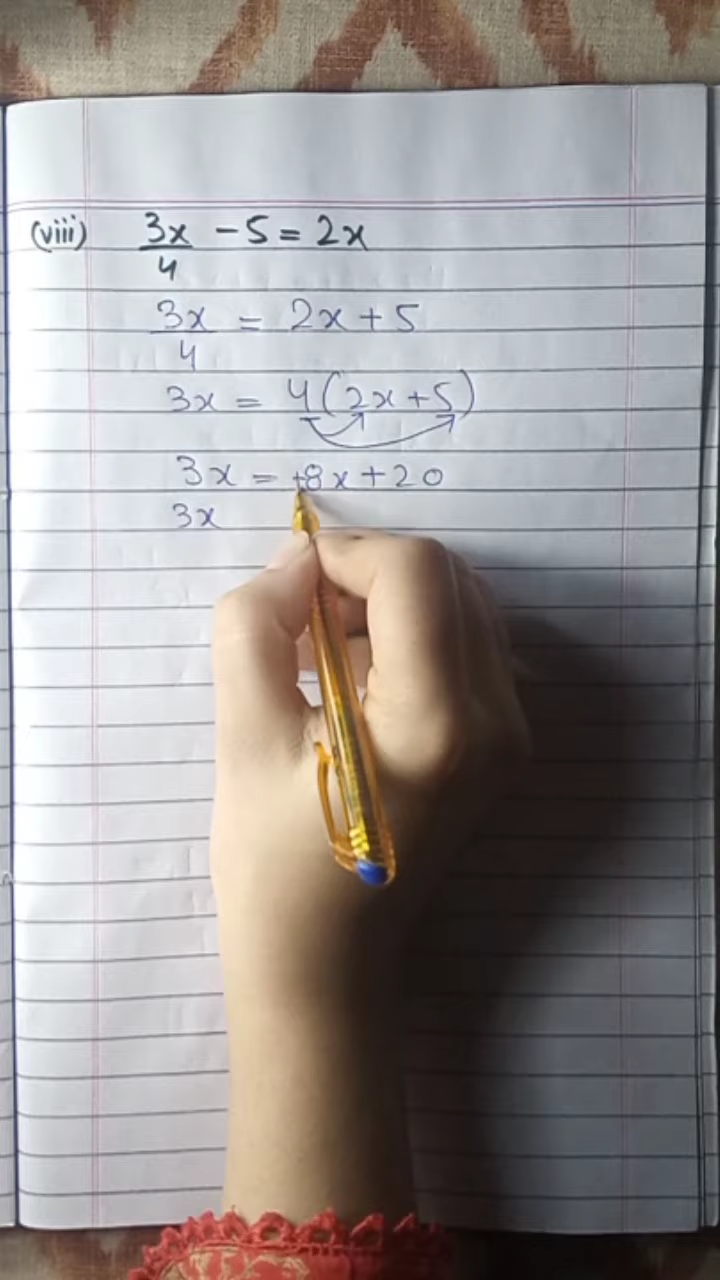 (viii) 3x/4 - 5 = 2x
3x/4 = 2x + 5
3x = 4(2x + 5)
3x = +8x + 20
3x